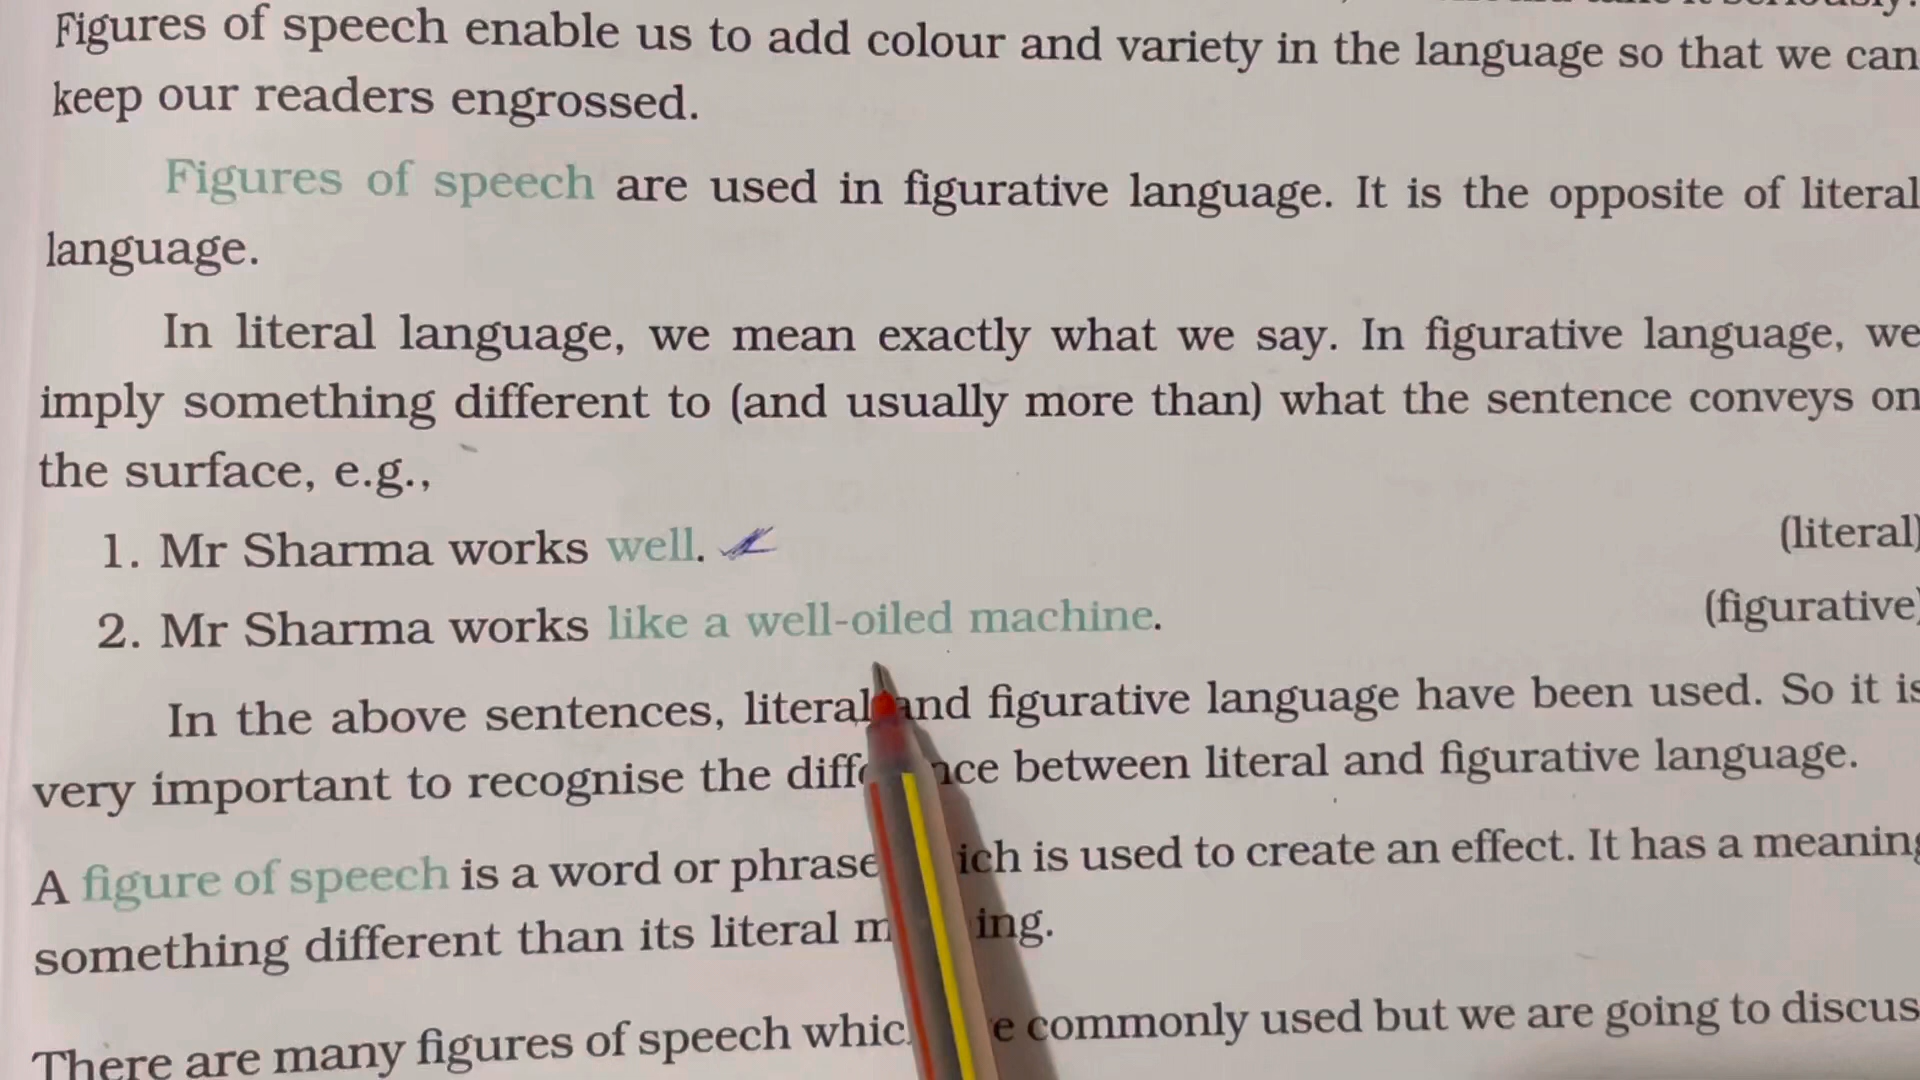 Figures of speech enable us to add colour and variety in the language so that we can
keep our readers engrossed.
Figures of speech are used in figurative language. It is the opposite of literal
language.
In literal language, we mean exactly what we say. In figurative language, we
imply something different to (and usually more than) what the sentence conveys on
the surface, e.g.,
1. Mr Sharma works well. (literal)
2. Mr Sharma works like a well-oiled machine. (figurative)
In the above sentences, literal and figurative language have been used. So it is
very important to recognise the difference between literal and figurative language.
A figure of speech is a word or phrase which is used to create an effect. It has a meaning
something different than its literal meaning.
There are many figures of speech which are commonly used but we are going to discus